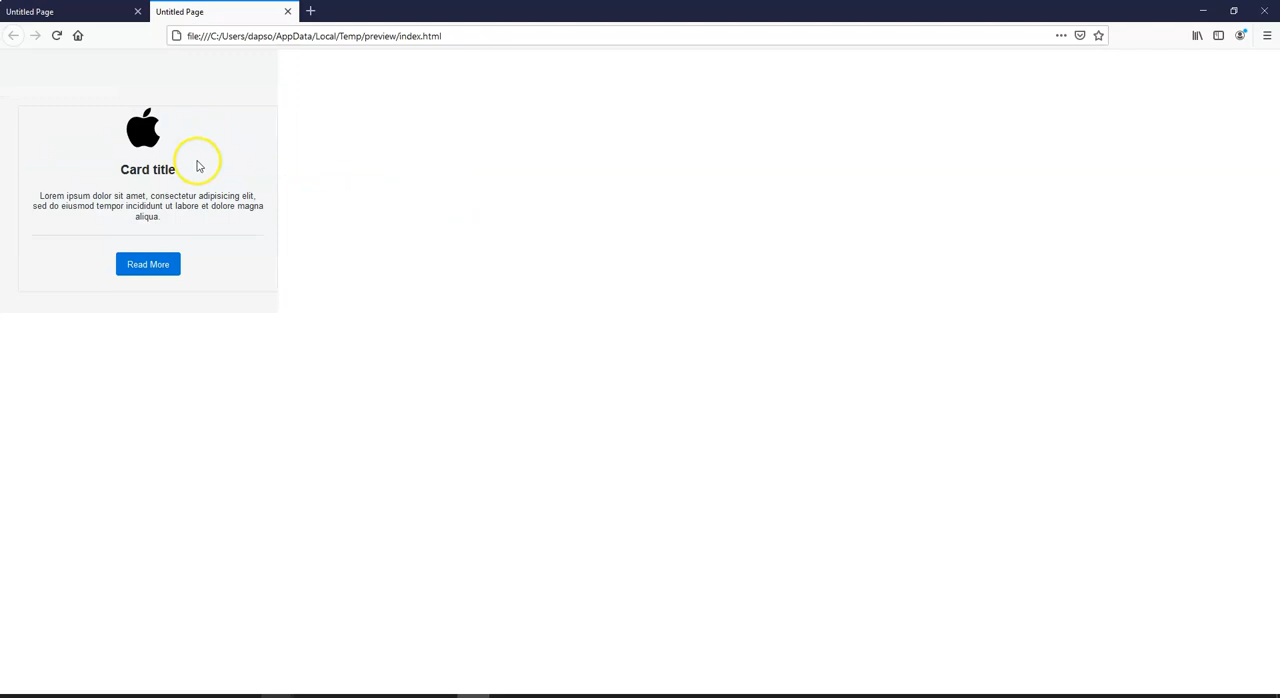 Untitled Page
Untitled Page
file:///C:/Users/dapso/AppData/Local/Temp/preview/index.html
Card title
Lorem ipsum dolor sit amet, consectetur adipisicing elit,
sed do eiusmod tempor incididunt ut labore et dolore magna
aliqua.
Read More